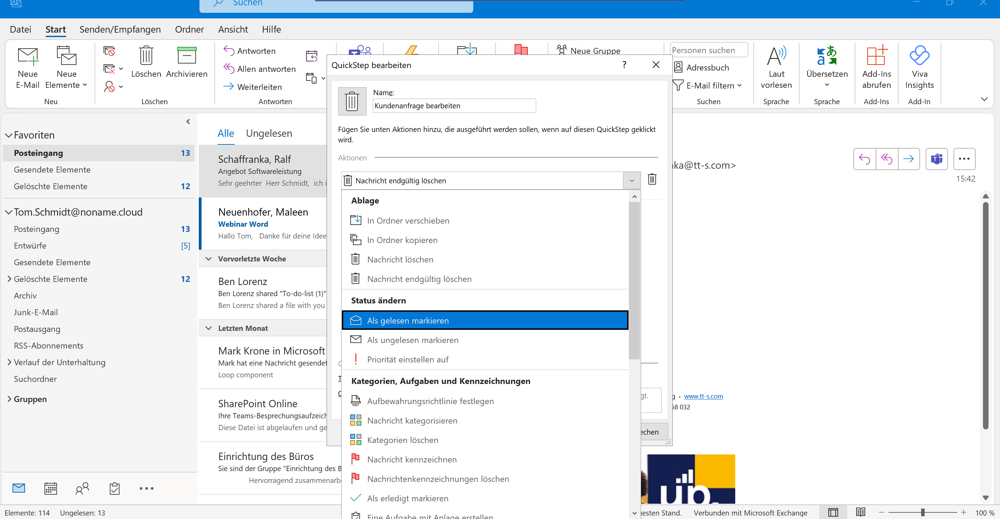 Suchen
Datei Start Senden/Empfangen Ordner Ansicht Hilfe
Neue E-Mail
Neue Elemente
Neu
Löschen
Archivieren
Löschen
Antworten
Allen antworten
Weiterleiten
Antworten
Neue Gruppe
Personen suchen
Adressbuch
E-Mail filtern
Suchen
Laut vorlesen
Sprache
Übersetzen
Sprache
Add-Ins abrufen
Add-Ins
Viva Insights
Add-In
Favoriten
Posteingang 13
Gesendete Elemente
Gelöschte Elemente 12
Tom.Schmidt@noname.cloud
Posteingang 13
Entwürfe [5]
Gesendete Elemente
Gelöschte Elemente 12
Archiv
Junk-E-Mail
Postausgang
RSS-Abonnements
Verlauf der Unterhaltung
Suchordner
Gruppen
Alle Ungelesen
Schaffranka, Ralf
Angebot Softwareleistung
Sehr geehrter Herr Schmidt, ich i
Neuenhofer, Maleen
Webinar Word
Hallo Tom, Danke für deine Idee
Vorvorletzte Woche
Ben Lorenz
Ben Lorenz shared "To-do-list (1)"
Ben Lorenz shared a file with you
Letzten Monat
Mark Krone in Microsoft
Mark hat eine Nachricht gesendet
Loop component
SharePoint Online
Ihre Teams-Besprechungsaufzeich
Diese Datei ist abgelaufen und ge
Einrichtung des Büros
Sie sind der Gruppe "Einrichtung des B
Hervorragend zusammenarbe
QuickStep bearbeiten
?
Name:
Kundenanfrage bearbeiten
Fügen Sie unten Aktionen hinzu, die ausgeführt werden sollen, wenn auf diesen QuickStep geklickt
wird.
Aktionen
Nachricht endgültig löschen
Ablage
In Ordner verschieben
In Ordner kopieren
Nachricht löschen
Nachricht endgültig löschen
Status ändern
Als gelesen markieren
Als ungelesen markieren
Priorität einstellen auf
Kategorien, Aufgaben und Kennzeichnungen
Aufbewahrungsrichtlinie festlegen
Nachricht kategorisieren
Kategorien löschen
Nachricht kennzeichnen
Nachrichtenkennzeichnungen löschen
Als erledigt markieren
Eine Aufgabe mit Anlage erstellen
gt.
echen
ka@tt-s.com>
15:42
g · www.tt-s.com
58 032
uib.
Elemente: 114 Ungelesen: 13
esten Stand. Verbunden mit Microsoft Exchange
100 %